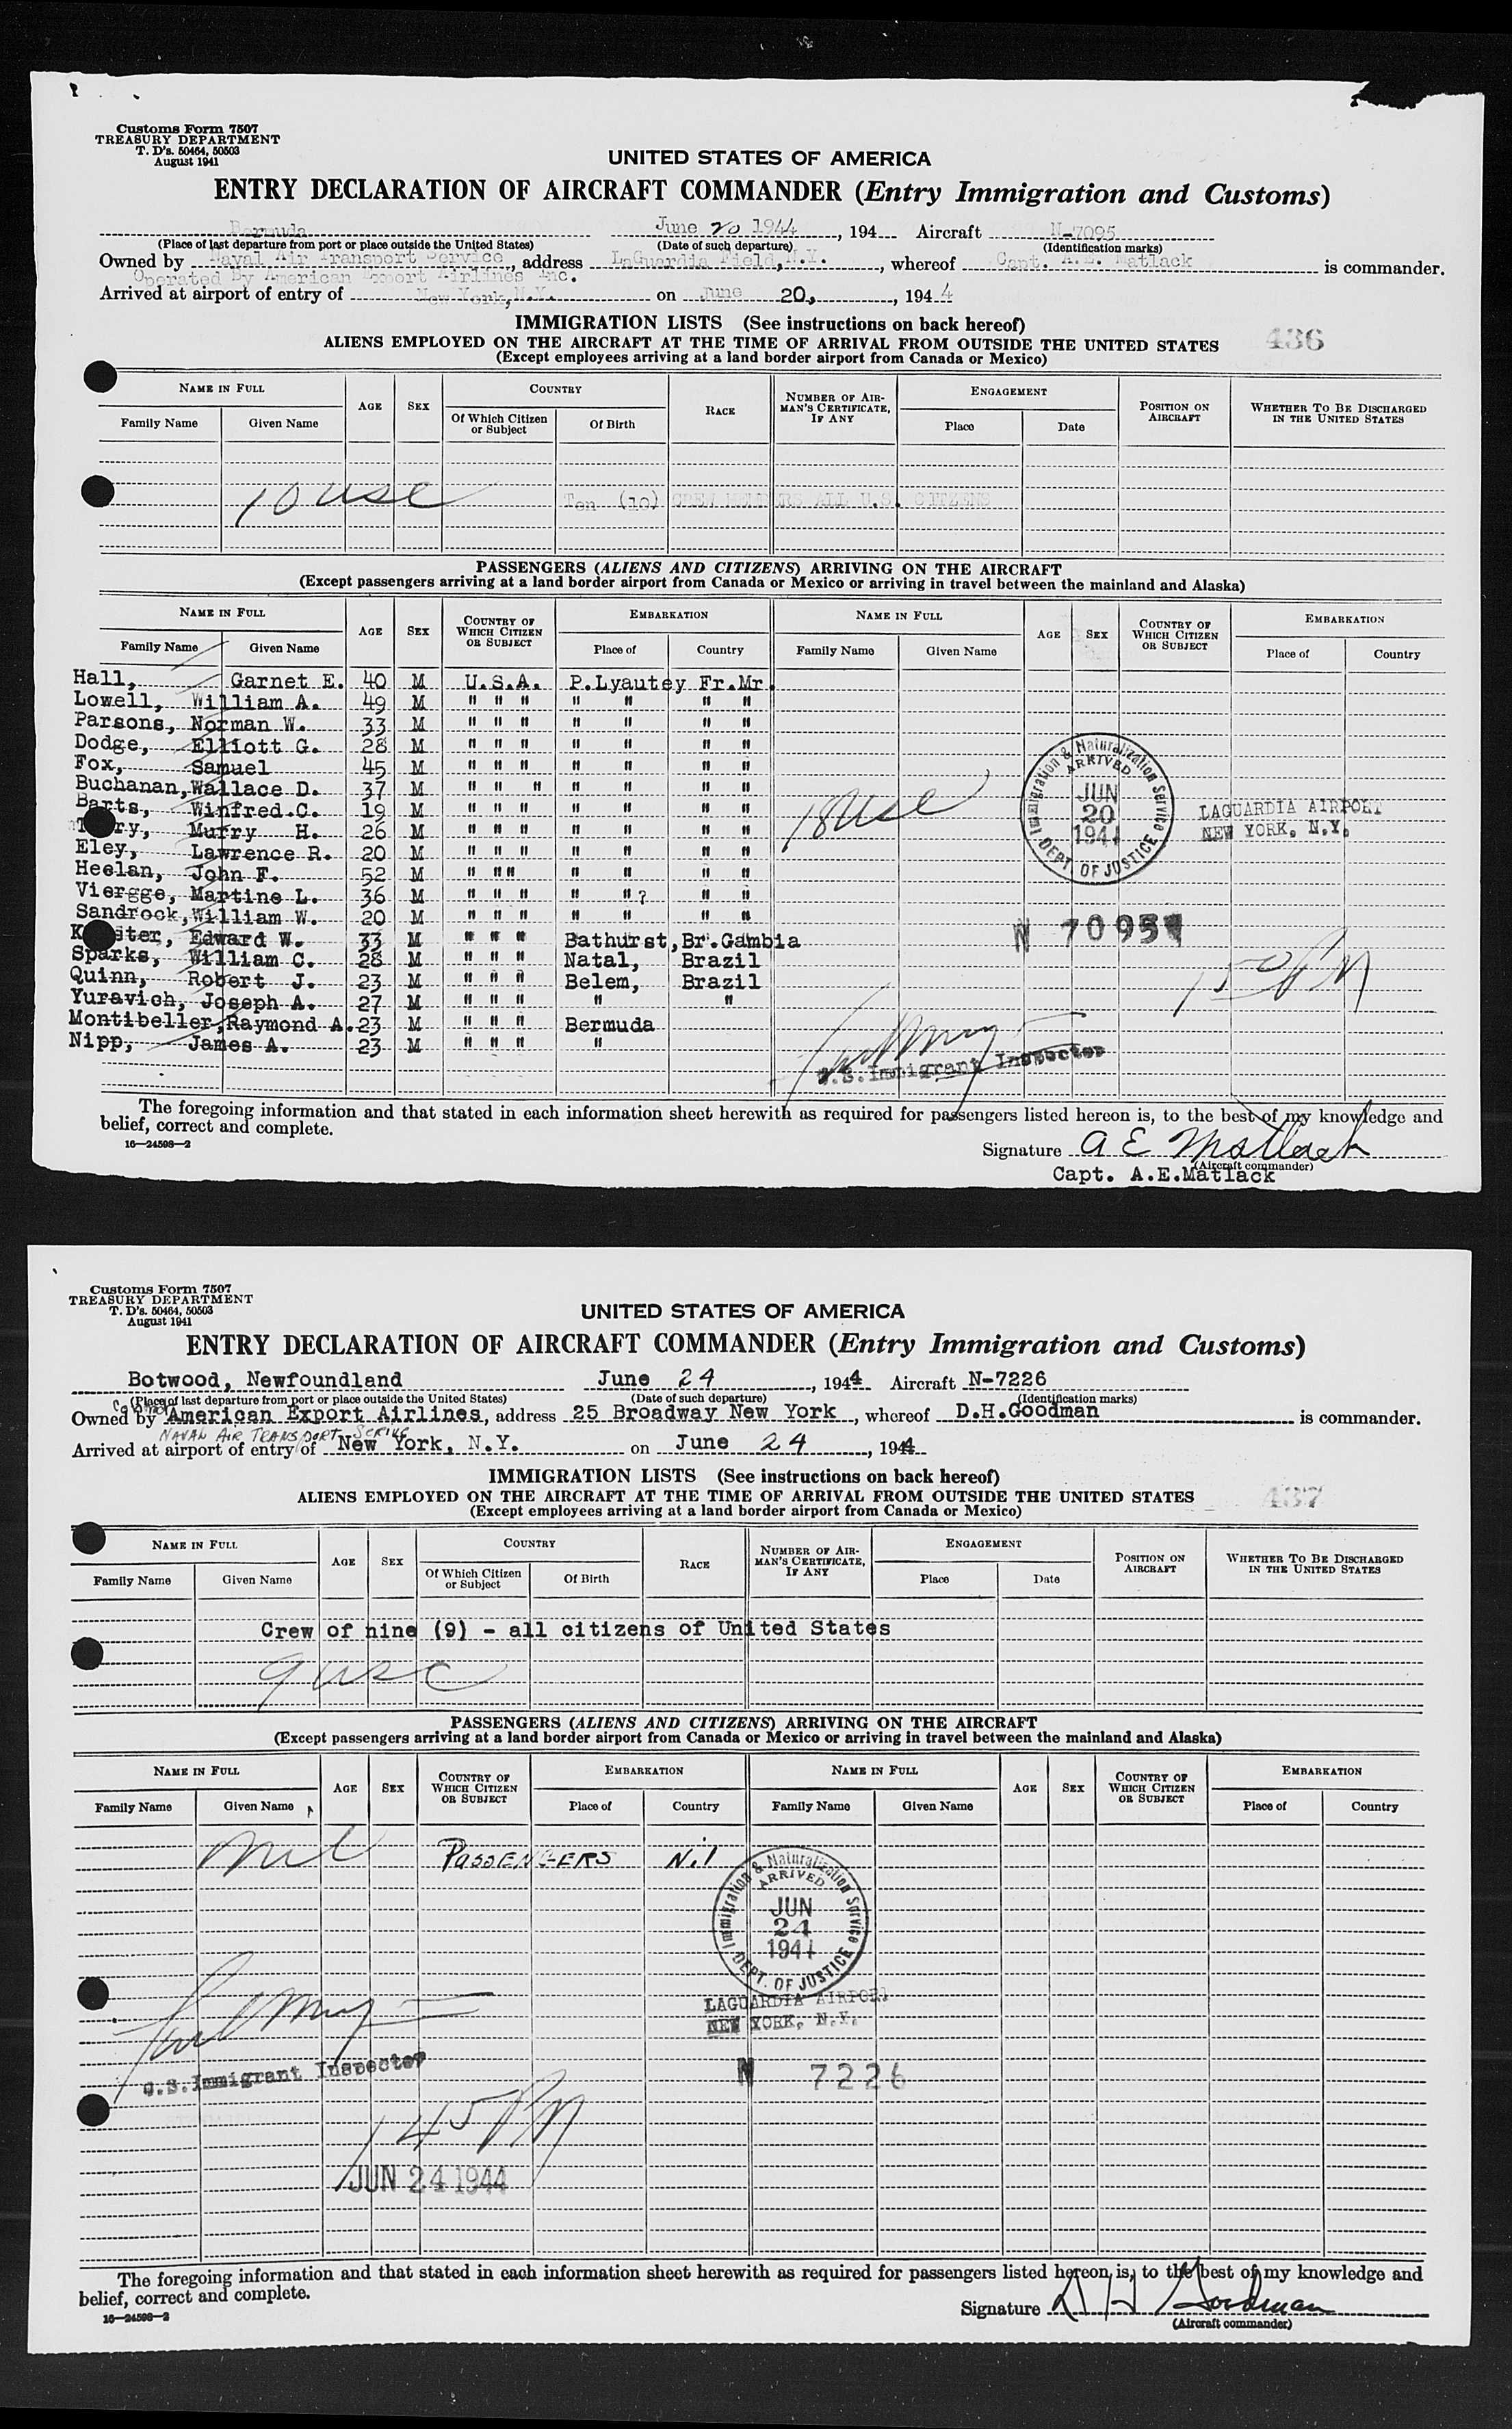 Customs Form 7507
TREASURY DEPARTMENT
T. D's. 50464, 50503
August 1941
UNITED STATES OF AMERICA
ENTRY DECLARATION OF AIRCRAFT COMMANDER (Entry Immigration and Customs)
Bermuda June 20 1944, 194 Aircraft N-7095
(Place of last departure from port or place outside the United States) (Date of such departure) (Identification marks)
Owned by Naval Air Transport Service, address LaGuardia Field, N.Y., whereof Capt. A.E. Matlack is commander.
Operated By American Export Airlines Inc.
Arrived at airport of entry of New York, N.Y. on June 20, 1944
IMMIGRATION LISTS (See instructions on back hereof)
ALIENS EMPLOYED ON THE AIRCRAFT AT THE TIME OF ARRIVAL FROM OUTSIDE THE UNITED STATES
436
(Except employees arriving at a land border airport from Canada or Mexico)
NAME IN FULL AGE SEX COUNTRY RACE NUMBER OF AIRMAN'S CERTIFICATE, IF ANY ENGAGEMENT POSITION ON AIRCRAFT WHETHER TO BE DISCHARGED IN THE UNITED STATES
Family Name Given Name Of Which Citizen or Subject Of Birth Place Date
10 USC Ten (10) CREW MEMBERS ALL U.S. CITIZENS
PASSENGERS (ALIENS AND CITIZENS) ARRIVING ON THE AIRCRAFT
(Except passengers arriving at a land border airport from Canada or Mexico or arriving in travel between the mainland and Alaska)
NAME IN FULL AGE SEX COUNTRY OF WHICH CITIZEN OR SUBJECT EMBARKATION NAME IN FULL AGE SEX COUNTRY OF WHICH CITIZEN OR SUBJECT EMBARKATION
Family Name Given Name Place of Country Family Name Given Name Place of Country
Hall, Garnet E. 40 M U.S.A. P.Lyautey Fr.Mr.
Lowell, William A. 49 M " " " " " " "
Parsons, Norman W. 33 M " " " " " " "
Dodge, Elliott G. 28 M " " " " " " "
Fox, Samuel 45 M " " " " " " "
Buchanan, Wallace D. 37 M " " " " " " "
Barts, Winfred.C. 19 M " " " " " " "
Murry H. 26 M " " " " " " "
Eley, Lawrence R. 20 M " " " " " " "
Heelan, John F. 52 M " " " " " " "
Viergge, Martine L. 36 M " " " " " ? " "
Sandrock, William W. 20 M " " " " " " "
Edward W. 33 M " " " Bathurst, Br. Gambia
Sparks, William C. 28 M " " " Natal, Brazil
Quinn, Robert J. 23 M " " " Belem, Brazil
Yuravich, Joseph A. 27 M " " " " "
Montibeller, Raymond A. 23 M " " " Bermuda
Nipp, James A. 23 M " " " "
18 USC
Immigration & Naturalization Service
ARRIVED
JUN
20
1944
DEPT. OF JUSTICE
LAGUARDIA AIRPORT
NEW YORK, N.Y.
N 7095
150 PM
U.S. Immigrant Inspector
The foregoing information and that stated in each information sheet herewith as required for passengers listed hereon is, to the best of my knowledge and
belief, correct and complete.
16—24598—2
Signature A E Matlack
(Aircraft commander)
Capt. A.E.Matlack
Customs Form 7507
TREASURY DEPARTMENT
T. D's. 50464, 50503
August 1941
UNITED STATES OF AMERICA
ENTRY DECLARATION OF AIRCRAFT COMMANDER (Entry Immigration and Customs)
Botwood, Newfoundland June 24, 1944 Aircraft N-7226
(Place of last departure from port or place outside the United States) (Date of such departure) (Identification marks)
Owned by American Export Airlines, address 25 Broadway New York, whereof D.H.Goodman is commander.
NAVAL AIR TRANSPORT SERVICE
Arrived at airport of entry of New York, N.Y. on June 24, 1944
IMMIGRATION LISTS (See instructions on back hereof)
ALIENS EMPLOYED ON THE AIRCRAFT AT THE TIME OF ARRIVAL FROM OUTSIDE THE UNITED STATES
437
(Except employees arriving at a land border airport from Canada or Mexico)
NAME IN FULL AGE SEX COUNTRY RACE NUMBER OF AIRMAN'S CERTIFICATE, IF ANY ENGAGEMENT POSITION ON AIRCRAFT WHETHER TO BE DISCHARGED IN THE UNITED STATES
Family Name Given Name Of Which Citizen or Subject Of Birth Place Date
Crew of nine (9) - all citizens of United States
9 USC
PASSENGERS (ALIENS AND CITIZENS) ARRIVING ON THE AIRCRAFT
(Except passengers arriving at a land border airport from Canada or Mexico or arriving in travel between the mainland and Alaska)
NAME IN FULL AGE SEX COUNTRY OF WHICH CITIZEN OR SUBJECT EMBARKATION NAME IN FULL AGE SEX COUNTRY OF WHICH CITIZEN OR SUBJECT EMBARKATION
Family Name Given Name Place of Country Family Name Given Name Place of Country
Nil PASSENGERS Nil
Immigration & Naturalization Service
ARRIVED
JUN
24
1944
DEPT. OF JUSTICE
LAGUARDIA AIRPORT
NEW YORK, N.Y.
U.S. Immigrant Inspector
N 7226
145 PM
JUN 24 1944
The foregoing information and that stated in each information sheet herewith as required for passengers listed hereon is, to the best of my knowledge and
belief, correct and complete.
16—24598—2
Signature D H Goodman
(Aircraft commander)